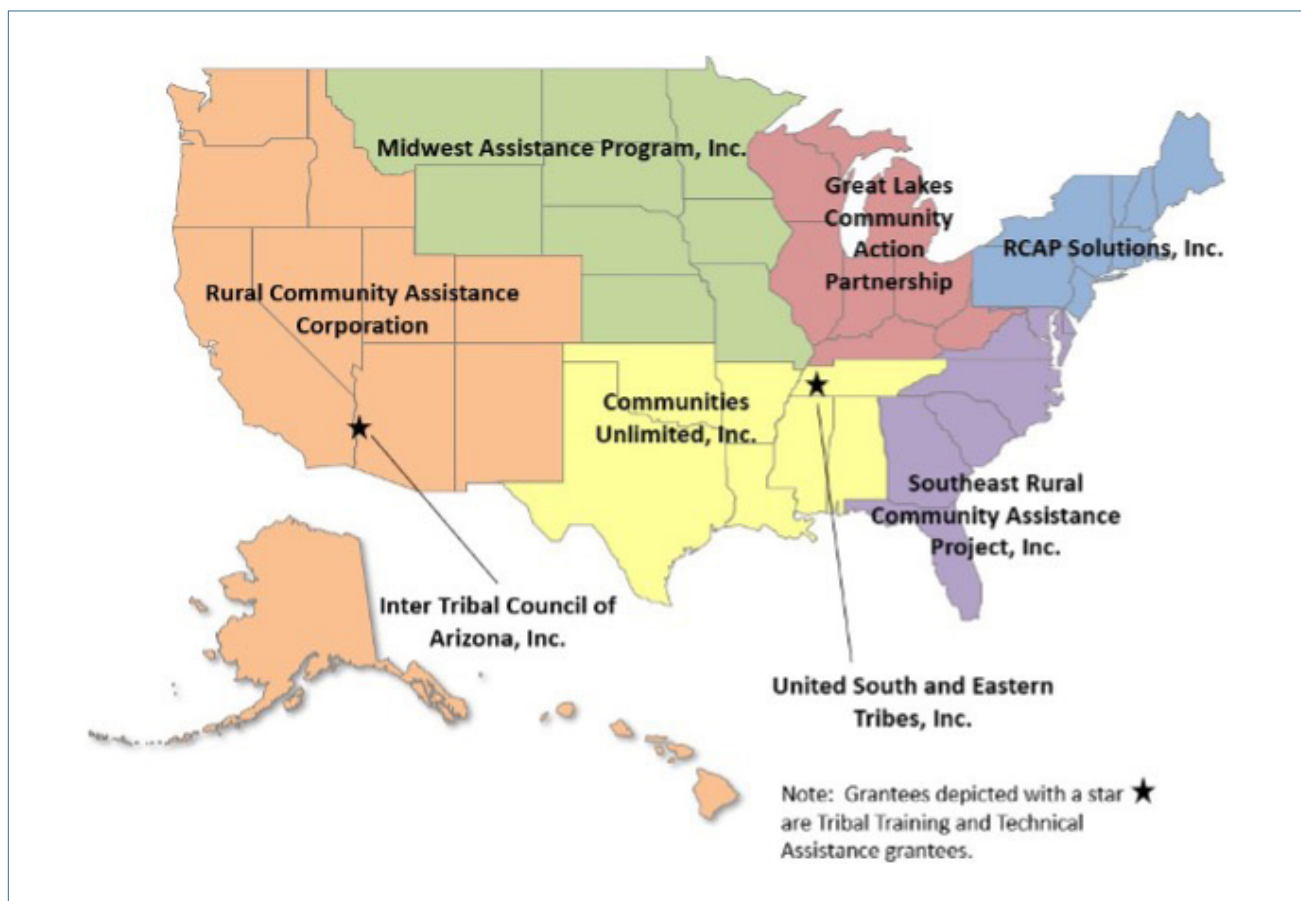 Midwest Assistance Program, Inc.
Great Lakes
Community
Action
Partnership
RCAP Solutions, Inc.
Rural Community Assistance
Corporation
Communities
Unlimited, Inc.
Southeast Rural
Community Assistance
Project, Inc.
Inter Tribal Council of
Arizona, Inc.
United South and Eastern
Tribes, Inc.
Note: Grantees depicted with a star ★
are Tribal Training and Technical
Assistance grantees.